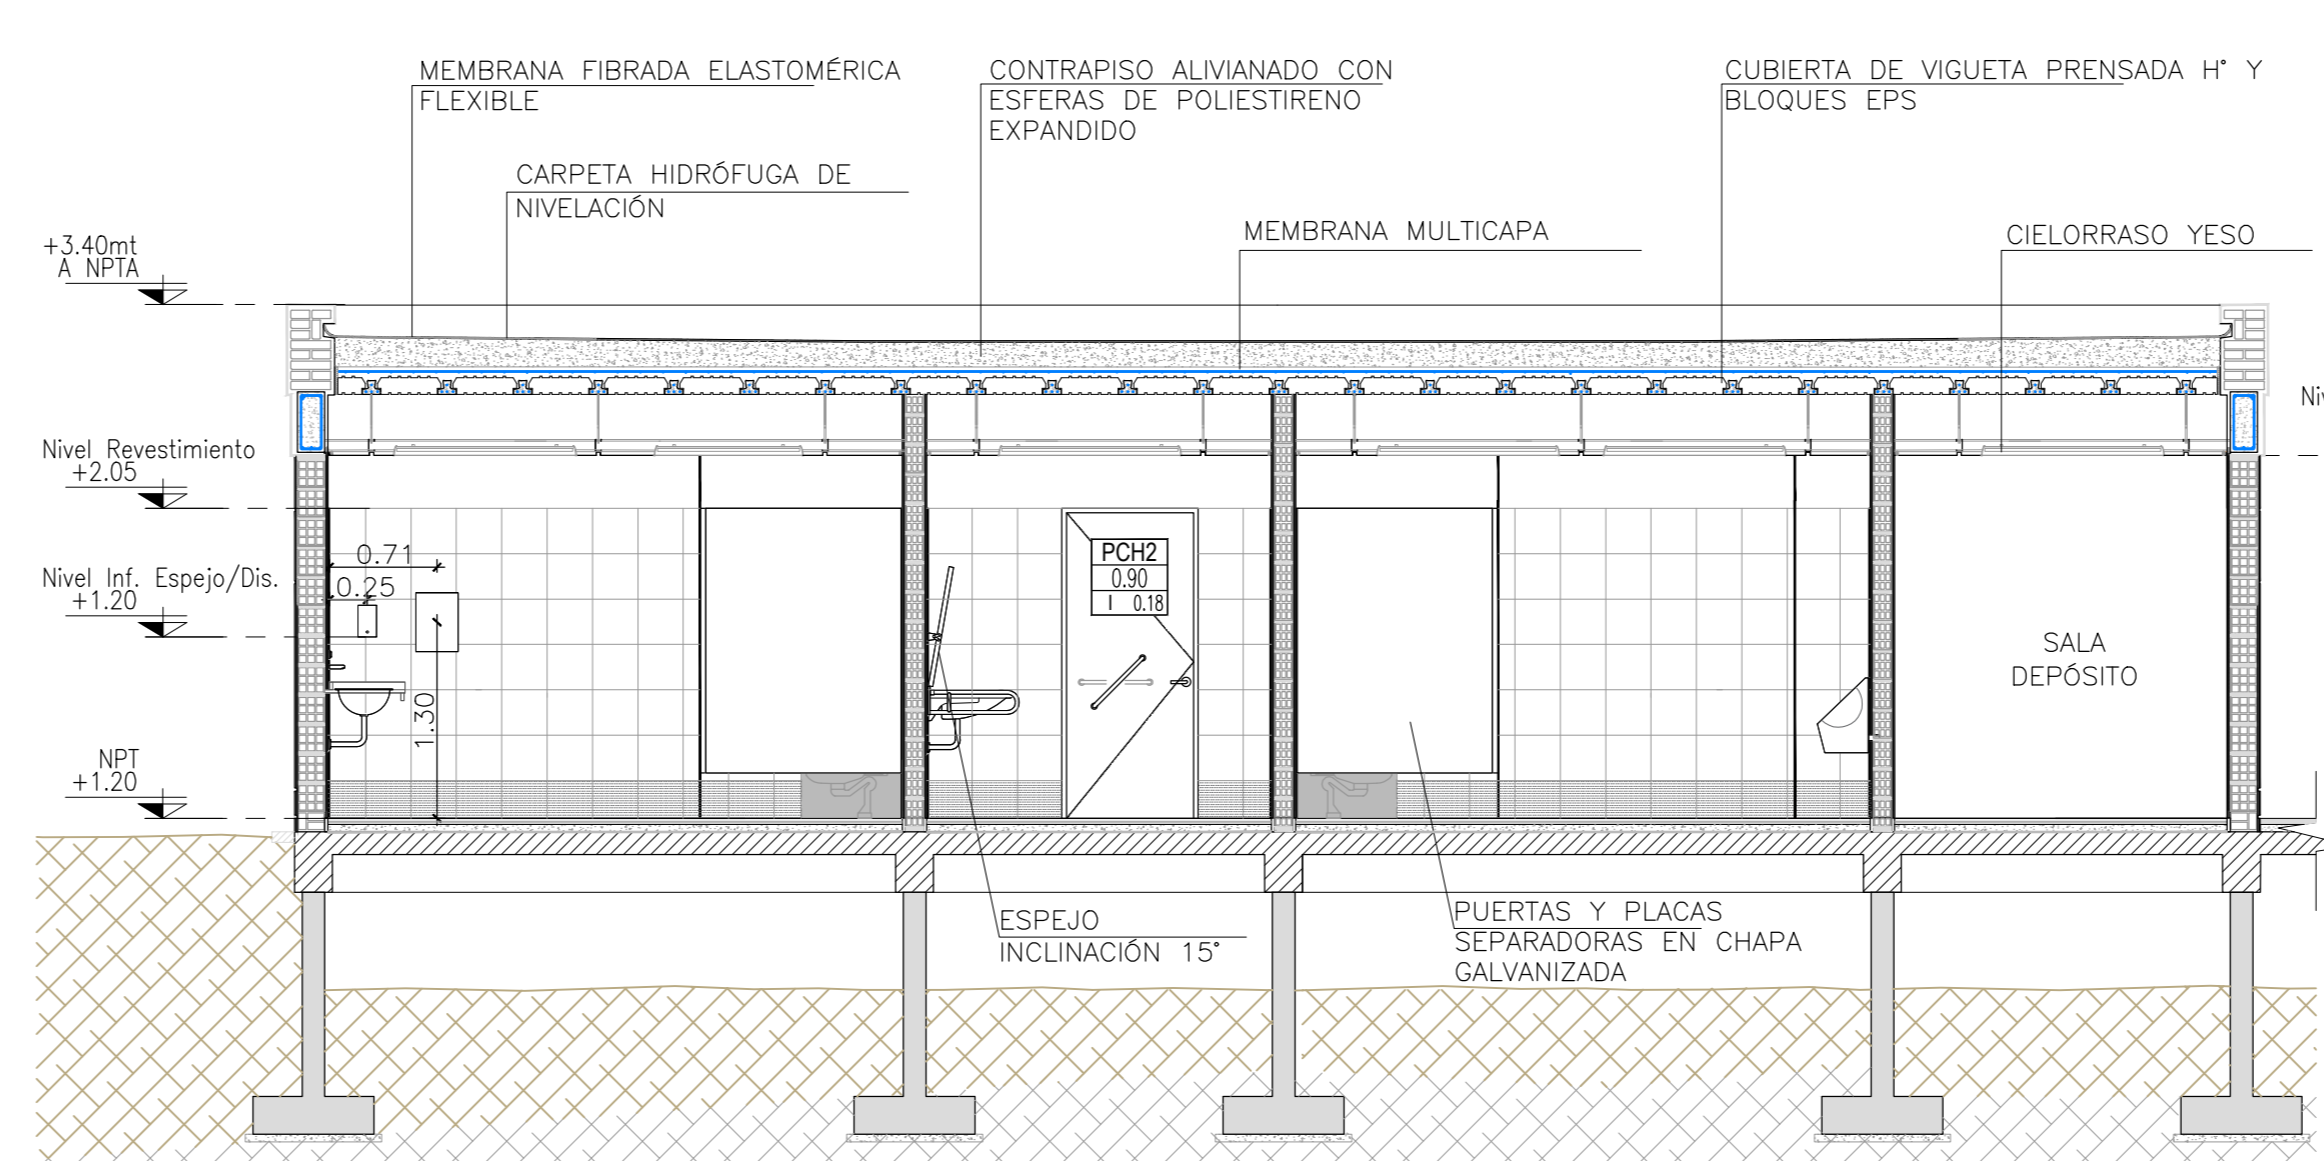 MEMBRANA FIBRADA ELASTOMÉRICA
FLEXIBLE
CONTRAPISO ALIVIANADO CON
ESFERAS DE POLIESTIRENO
EXPANDIDO
CUBIERTA DE VIGUETA PRENSADA H° Y
BLOQUES EPS
CARPETA HIDRÓFUGA DE
NIVELACIÓN
MEMBRANA MULTICAPA
CIELORRASO YESO
+3.40mt
A NPTA
Nivel Revestimiento
+2.05
Nivel Inf. Espejo/Dis.
+1.20
NPT
+1.20
0.71
0.25
1.30
PCH2
0.90
I 0.18
SALA
DEPÓSITO
ESPEJO
INCLINACIÓN 15°
PUERTAS Y PLACAS
SEPARADORAS EN CHAPA
GALVANIZADA